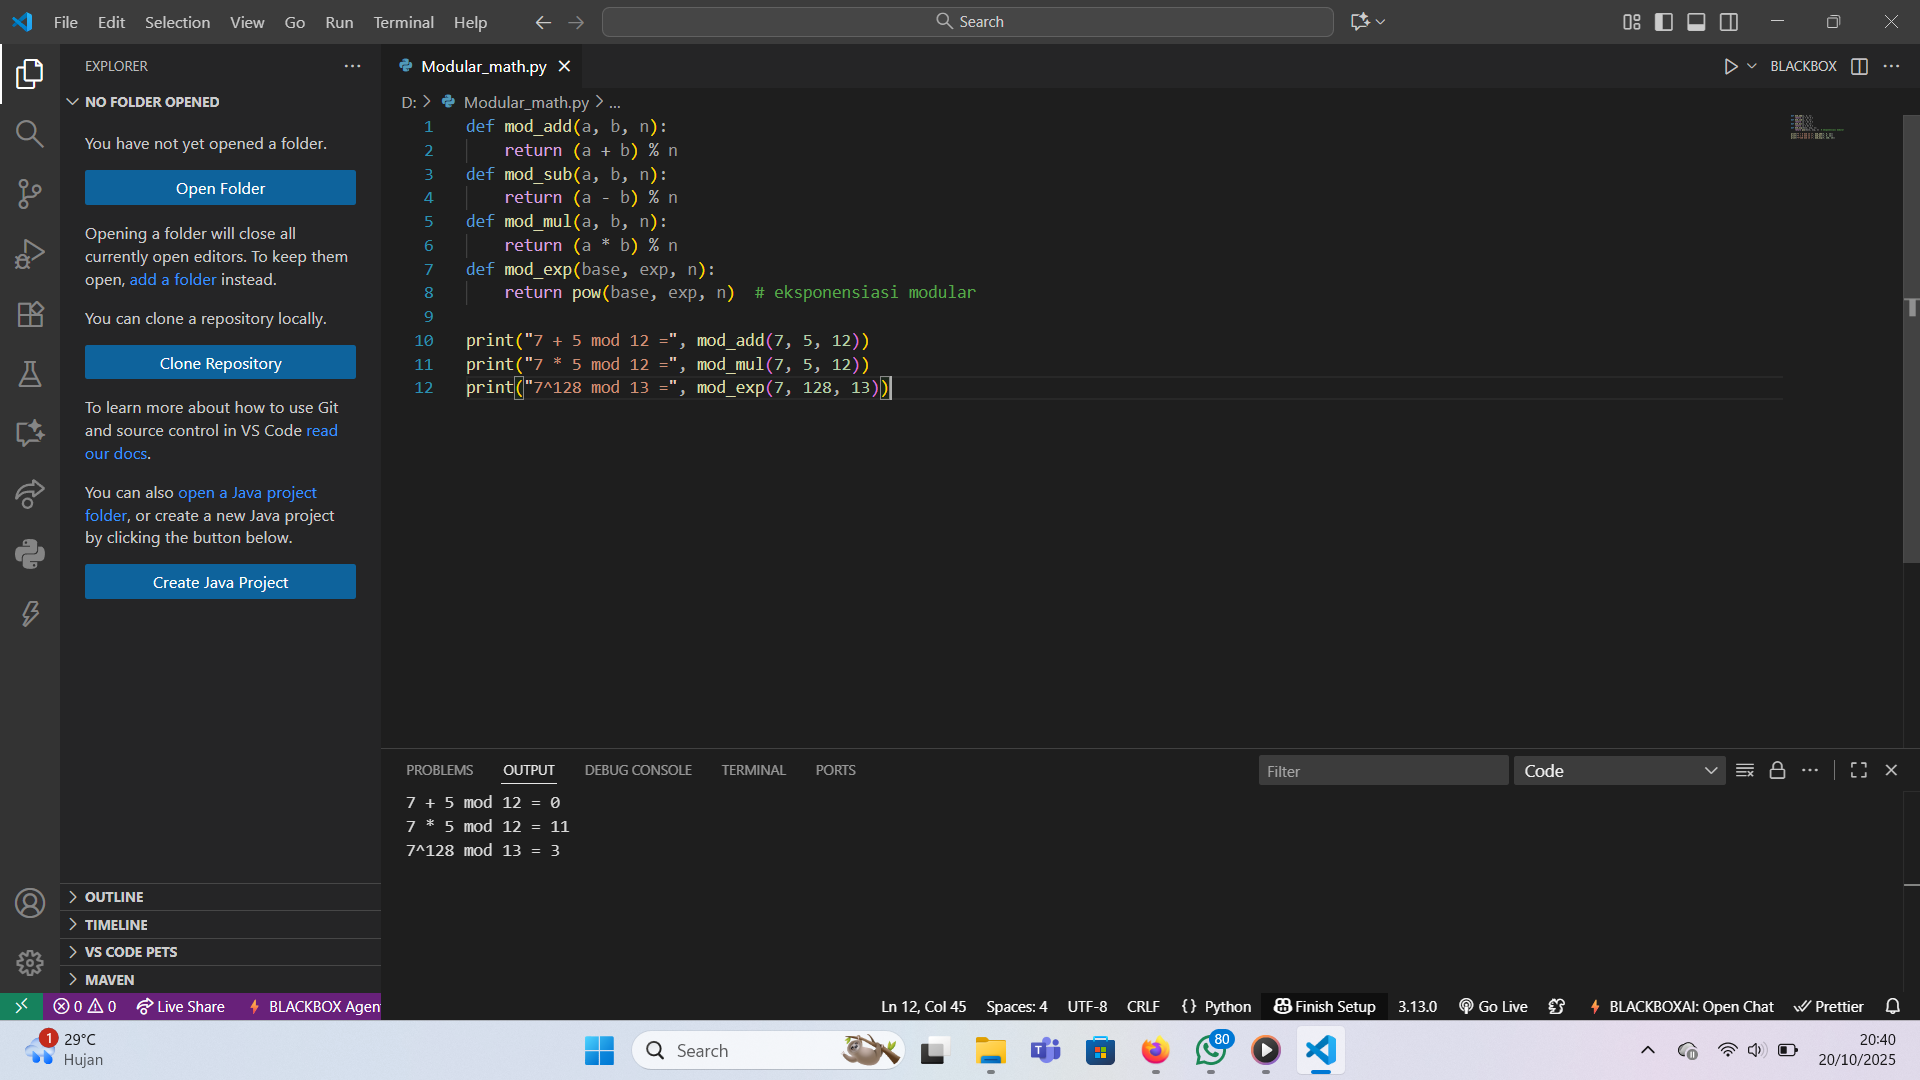 File Edit Selection View Go Run Terminal Help
Search
EXPLORER
NO FOLDER OPENED
You have not yet opened a folder.
Open Folder
Opening a folder will close all
currently open editors. To keep them
open, add a folder instead.
You can clone a repository locally.
Clone Repository
To learn more about how to use Git
and source control in VS Code read
our docs.
You can also open a Java project
folder, or create a new Java project
by clicking the button below.
Create Java Project
OUTLINE
TIMELINE
VS CODE PETS
MAVEN
Modular_math.py
BLACKBOX
D: > Modular_math.py > ...
1 def mod_add(a, b, n):
2 return (a + b) % n
3 def mod_sub(a, b, n):
4 return (a - b) % n
5 def mod_mul(a, b, n):
6 return (a * b) % n
7 def mod_exp(base, exp, n):
8 return pow(base, exp, n) # eksponensiasi modular
9
10 print("7 + 5 mod 12 =", mod_add(7, 5, 12))
11 print("7 * 5 mod 12 =", mod_mul(7, 5, 12))
12 print("7^128 mod 13 =", mod_exp(7, 128, 13))
PROBLEMS OUTPUT DEBUG CONSOLE TERMINAL PORTS
Filter
Code
7 + 5 mod 12 = 0
7 * 5 mod 12 = 11
7^128 mod 13 = 3
0 0 Live Share BLACKBOX Agent
Ln 12, Col 45 Spaces: 4 UTF-8 CRLF {} Python Finish Setup 3.13.0 Go Live BLACKBOXAI: Open Chat Prettier
1
29°C
Hujan
Search
80
20:40
20/10/2025